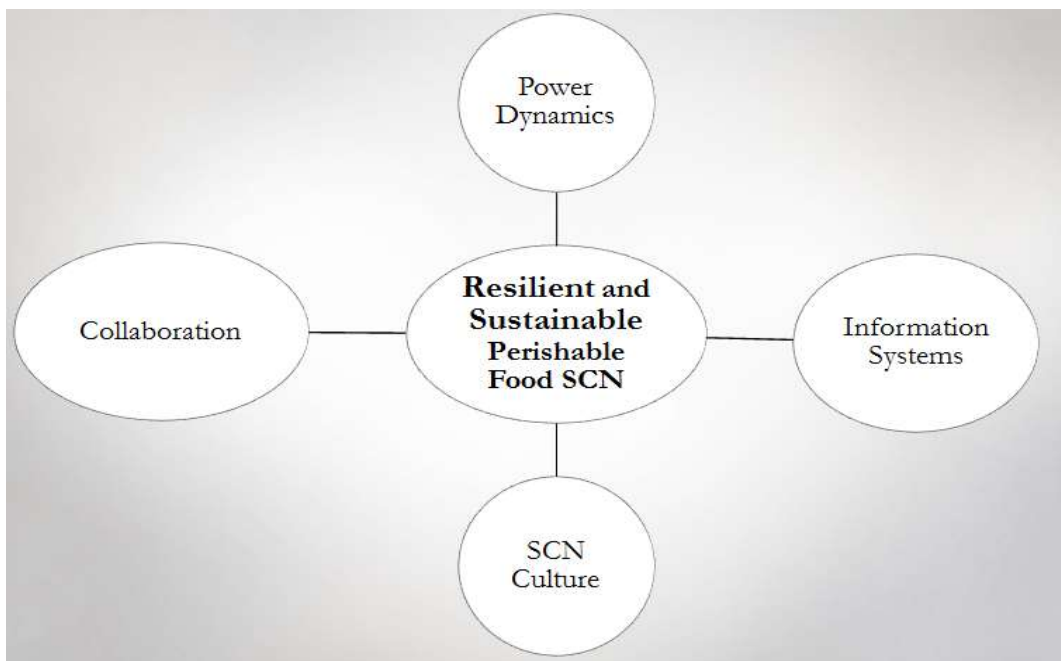 Power
Dynamics
Collaboration
Resilient and
Sustainable
Perishable
Food SCN
Information
Systems
SCN
Culture